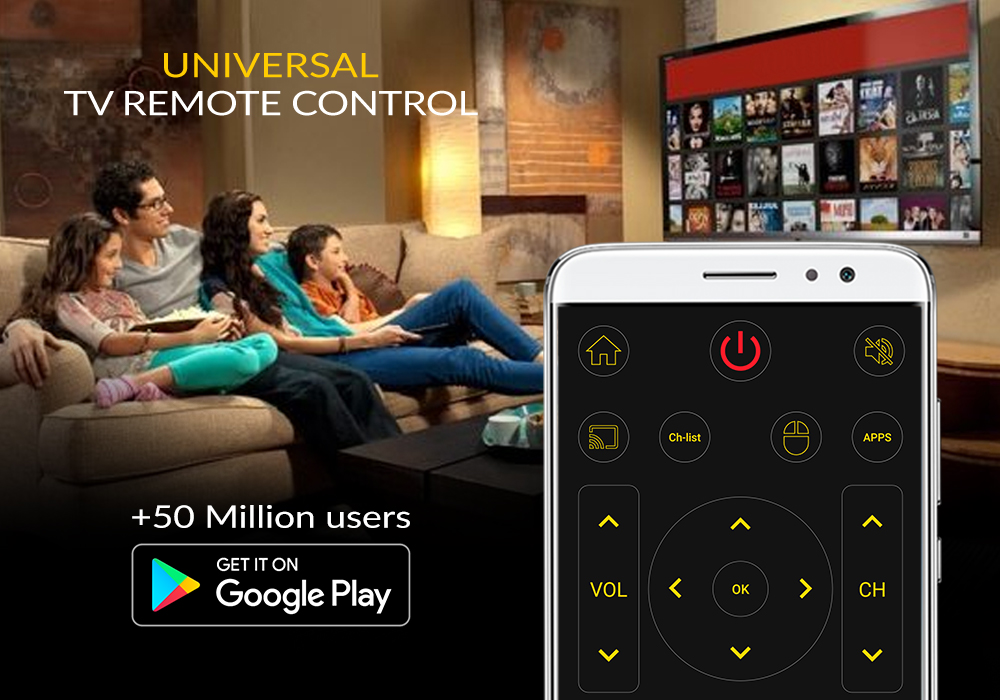 UNIVERSAL
TV REMOTE CONTROL
Ch-list
APPS
VOL
OK
CH
+50 Million users
GET IT ON
Google Play